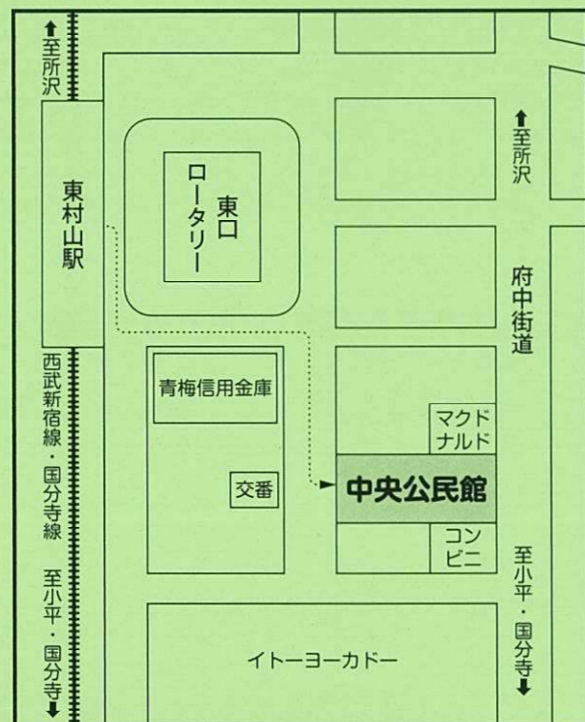 ↑至所沢
東村山駅
西武新宿線・国分寺線
至小平・国分寺↓
東口
ロータリー
青梅信用金庫
交番
マクド
ナルド
中央公民館
コン
ビニ
イトーヨーカドー
↑至所沢
府中街道
至小平・国分寺↓